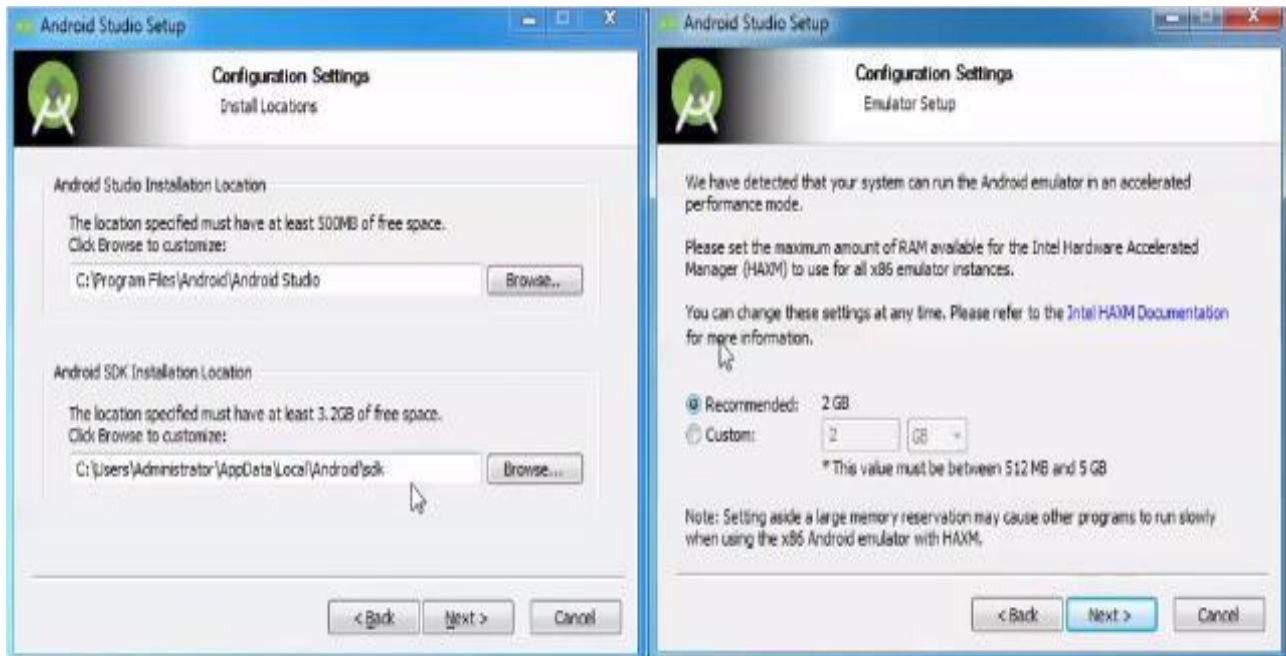 Android Studio Setup
Configuration Settings
Install Locations
Android Studio Installation Location
The location specified must have at least 500MB of free space.
Click Browse to customize:
C:\Program Files\Android\Android Studio
Browse..
Android SDK Installation Location
The location specified must have at least 3.2GB of free space.
Click Browse to customize:
C:\Users\Administrator\AppData\Local\Android\sdk
Browse...
< Back
Next >
Cancel
Android Studio Setup
Configuration Settings
Emulator Setup
We have detected that your system can run the Android emulator in an accelerated
performance mode.
Please set the maximum amount of RAM available for the Intel Hardware Accelerated
Manager (HAXM) to use for all x86 emulator instances.
You can change these settings at any time. Please refer to the Intel HAXM Documentation
for more information.
Recommended: 2 GB
Custom: 2 GB
* This value must be between 512 MB and 5 GB
Note: Setting aside a large memory reservation may cause other programs to run slowly
when using the x86 Android emulator with HAXM.
< Back
Next >
Cancel